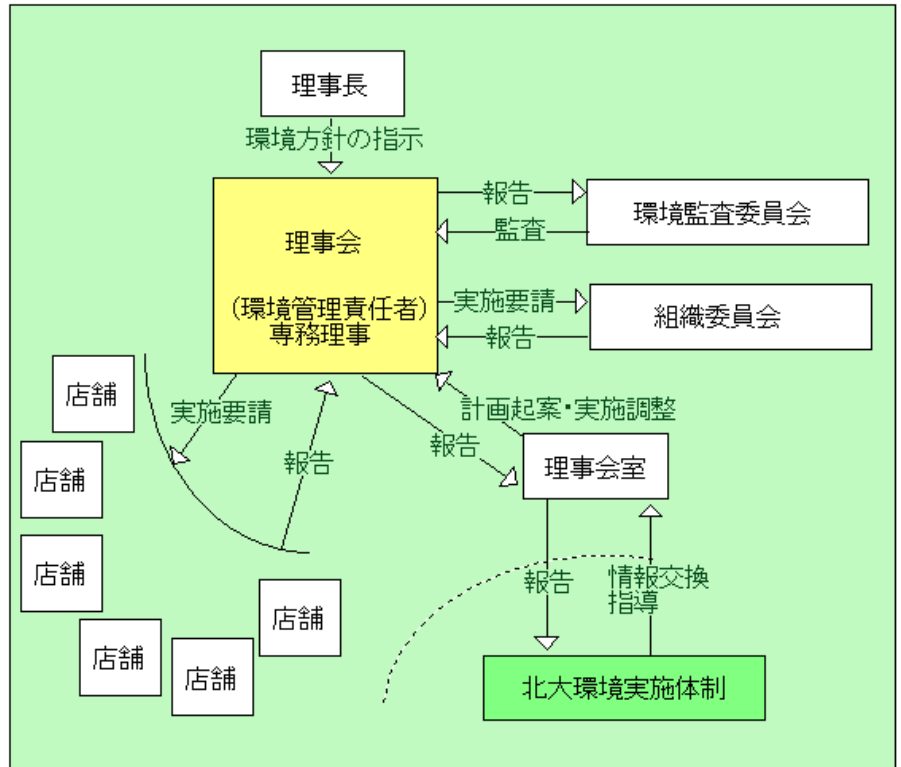 理事長
環境方針の指示
理事会
(環境管理責任者)
専務理事
報告
監査
環境監査委員会
実施要請
報告
組織委員会
店舗
実施要請
報告
報告
計画起案・実施調整
理事会室
店舗
店舗
店舗
店舗
店舗
報告
情報交換
指導
北大環境実施体制